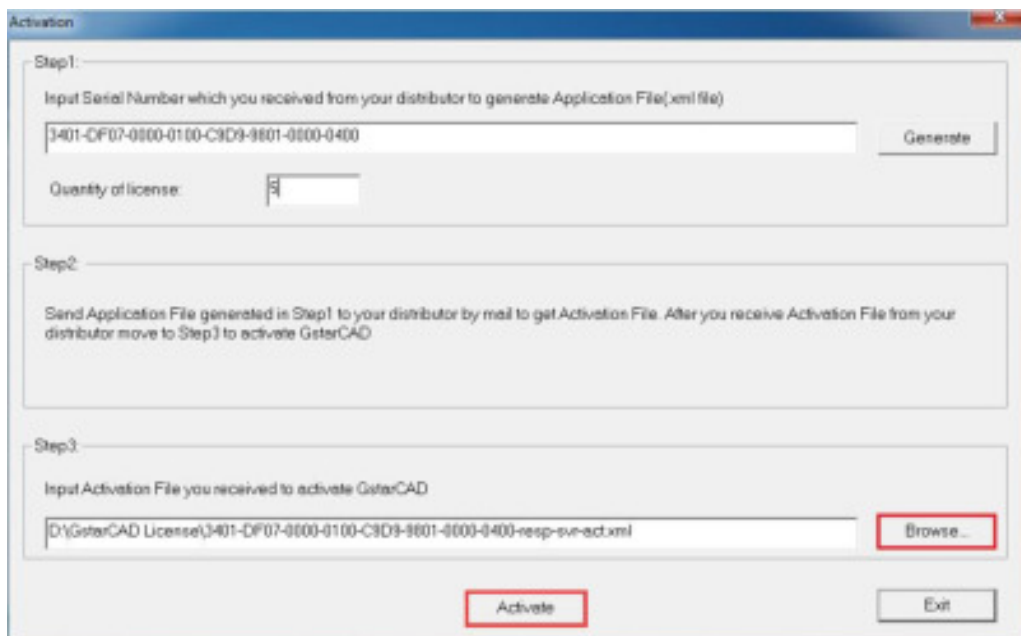 Activation
Step1:
Input Serial Number which you received from your distributor to generate Application File(.xml file)
3401-DF07-0000-0100-C9D9-9801-0000-0400
Generate
Quantity of license:
5
Step2:
Send Application File generated in Step1 to your distributor by mail to get Activation File. After you receive Activation File from your
distributor move to Step3 to activate GstarCAD
Step3:
Input Activation File you received to activate GstarCAD
D:\GstarCAD License\3401-DF07-0000-0100-C9D9-9801-0000-0400-resp-svr-act.xml
Browse...
Activate
Exit